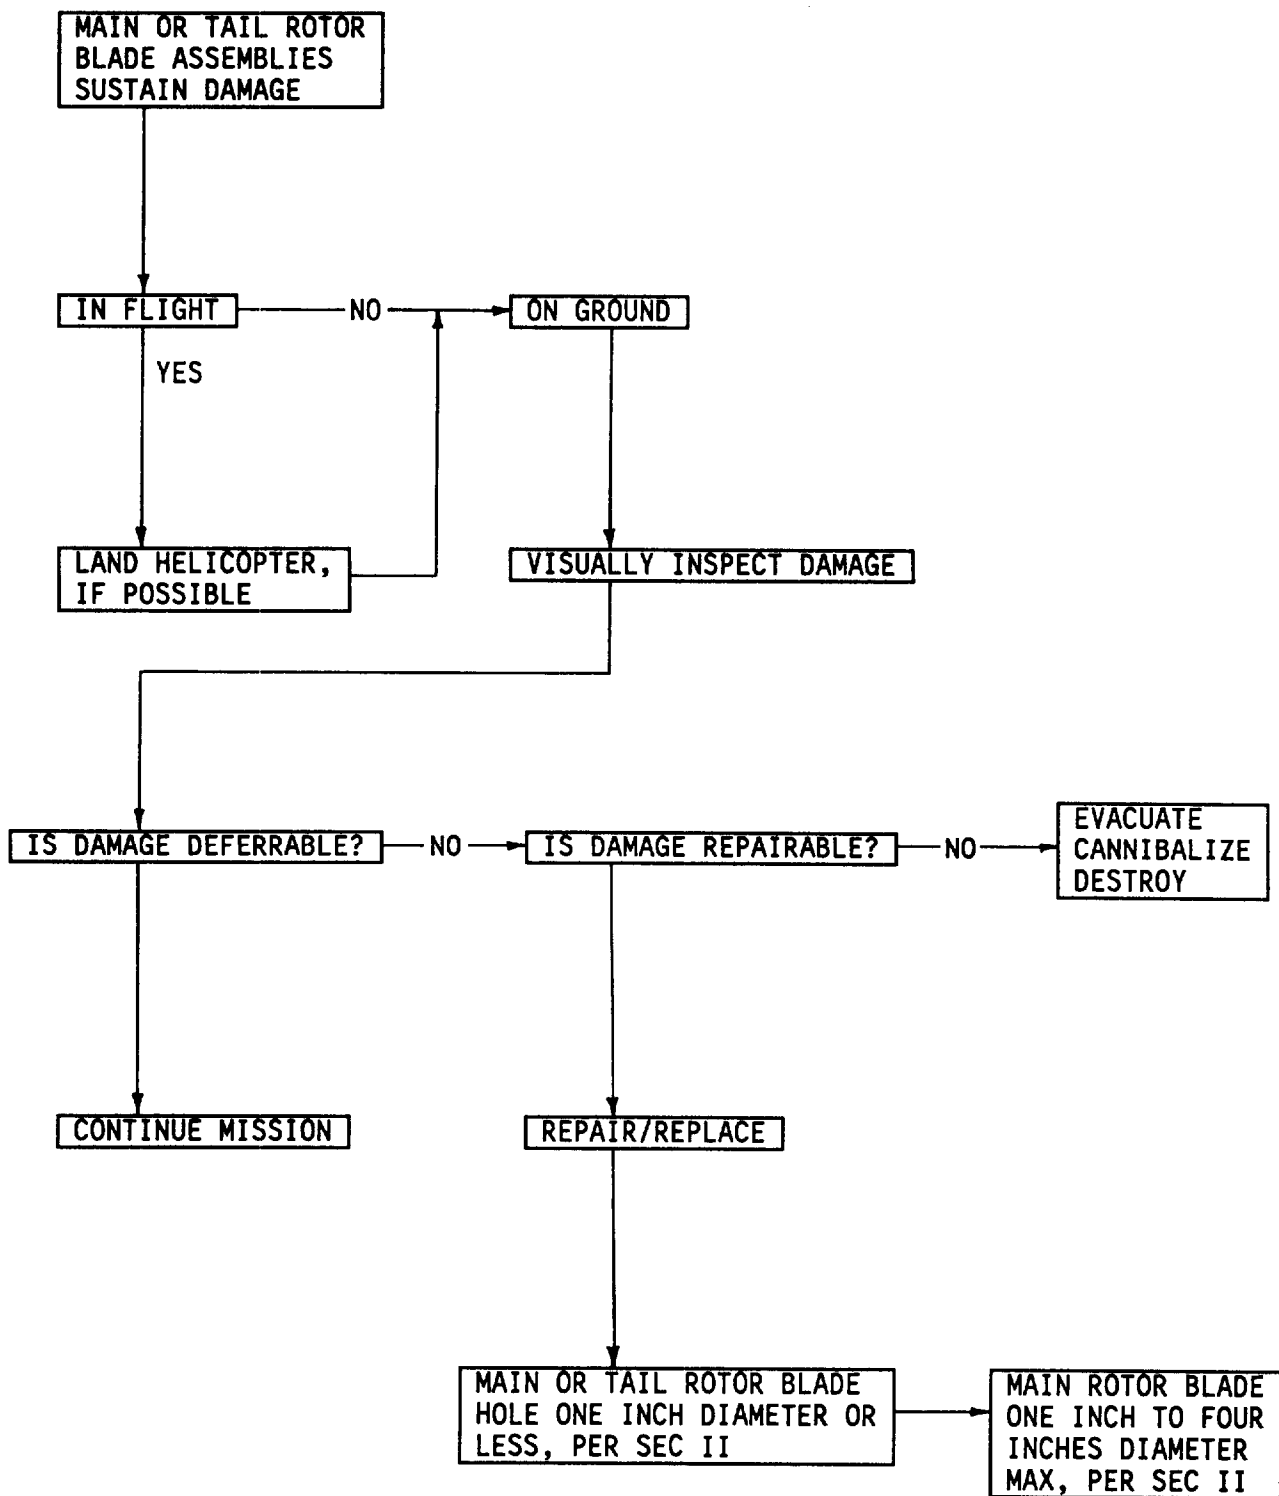 MAIN OR TAIL ROTOR
BLADE ASSEMBLIES
SUSTAIN DAMAGE
IN FLIGHT
NO
ON GROUND
YES
LAND HELICOPTER,
IF POSSIBLE
VISUALLY INSPECT DAMAGE
IS DAMAGE DEFERRABLE?
NO
IS DAMAGE REPAIRABLE?
NO
EVACUATE
CANNIBALIZE
DESTROY
CONTINUE MISSION
REPAIR/REPLACE
MAIN OR TAIL ROTOR BLADE
HOLE ONE INCH DIAMETER OR
LESS, PER SEC II
MAIN ROTOR BLADE
ONE INCH TO FOUR
INCHES DIAMETER
MAX, PER SEC II